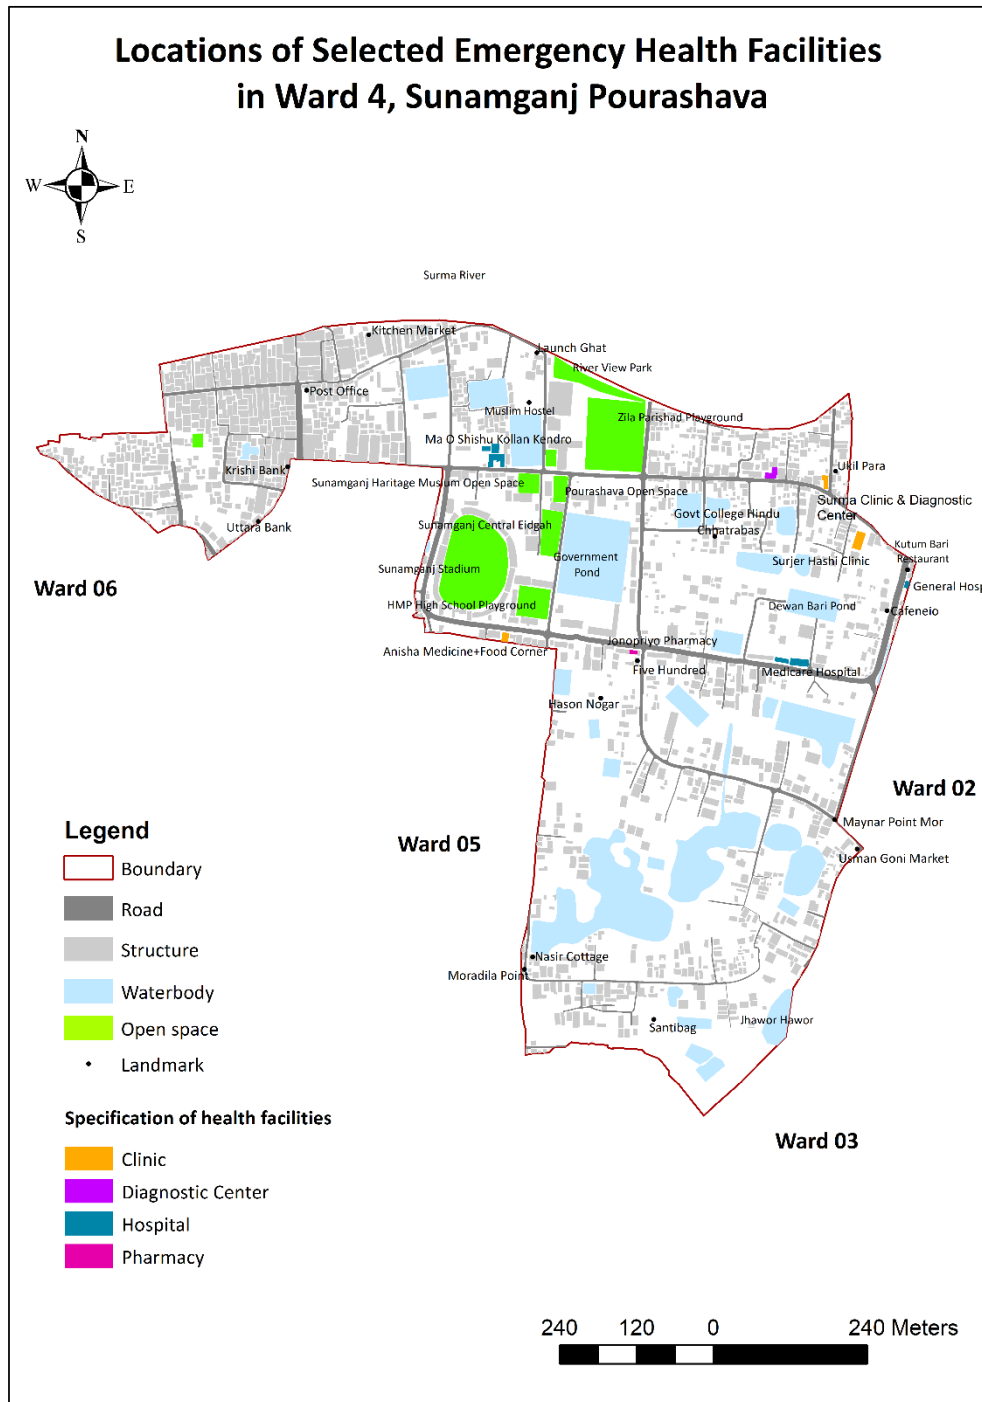 Locations of Selected Emergency Health Facilities
in Ward 4, Sunamganj Pourashava
N
W
E
S
Surma River
Kitchen Market
Launch Ghat
River View Park
Post Office
Muslim Hostel
Zila Parishad Playground
Ma O Shishu Kollan Kendro
Krishi Bank
Ukil Para
Sunamganj Haritage Musium Open Space
Pourashava Open Space
Surma Clinic & Diagnostic
Center
Uttara Bank
Sunamganj Central Eidgah
Govt College Hindu
Chhatrabas
Kutum Bari
Restaurant
Government
Pond
Surjer Hashi Clinic
Sunamganj Stadium
General Hosp
Ward 06
HMP High School Playground
Dewan Bari Pond
Cafeneio
Anisha Medicine+Food Corner
Jonopriyo Pharmacy
Five Hundred
Medicare Hospital
Hason Nogar
Ward 02
Maynar Point Mor
Ward 05
Usman Goni Market
Legend
Boundary
Road
Structure
Waterbody
Open space
Landmark
Nasir Cottage
Moradila Point
Santibag
Jhawor Hawor
Specification of health facilities
Ward 03
Clinic
Diagnostic Center
Hospital
Pharmacy
240 120 0 240 Meters